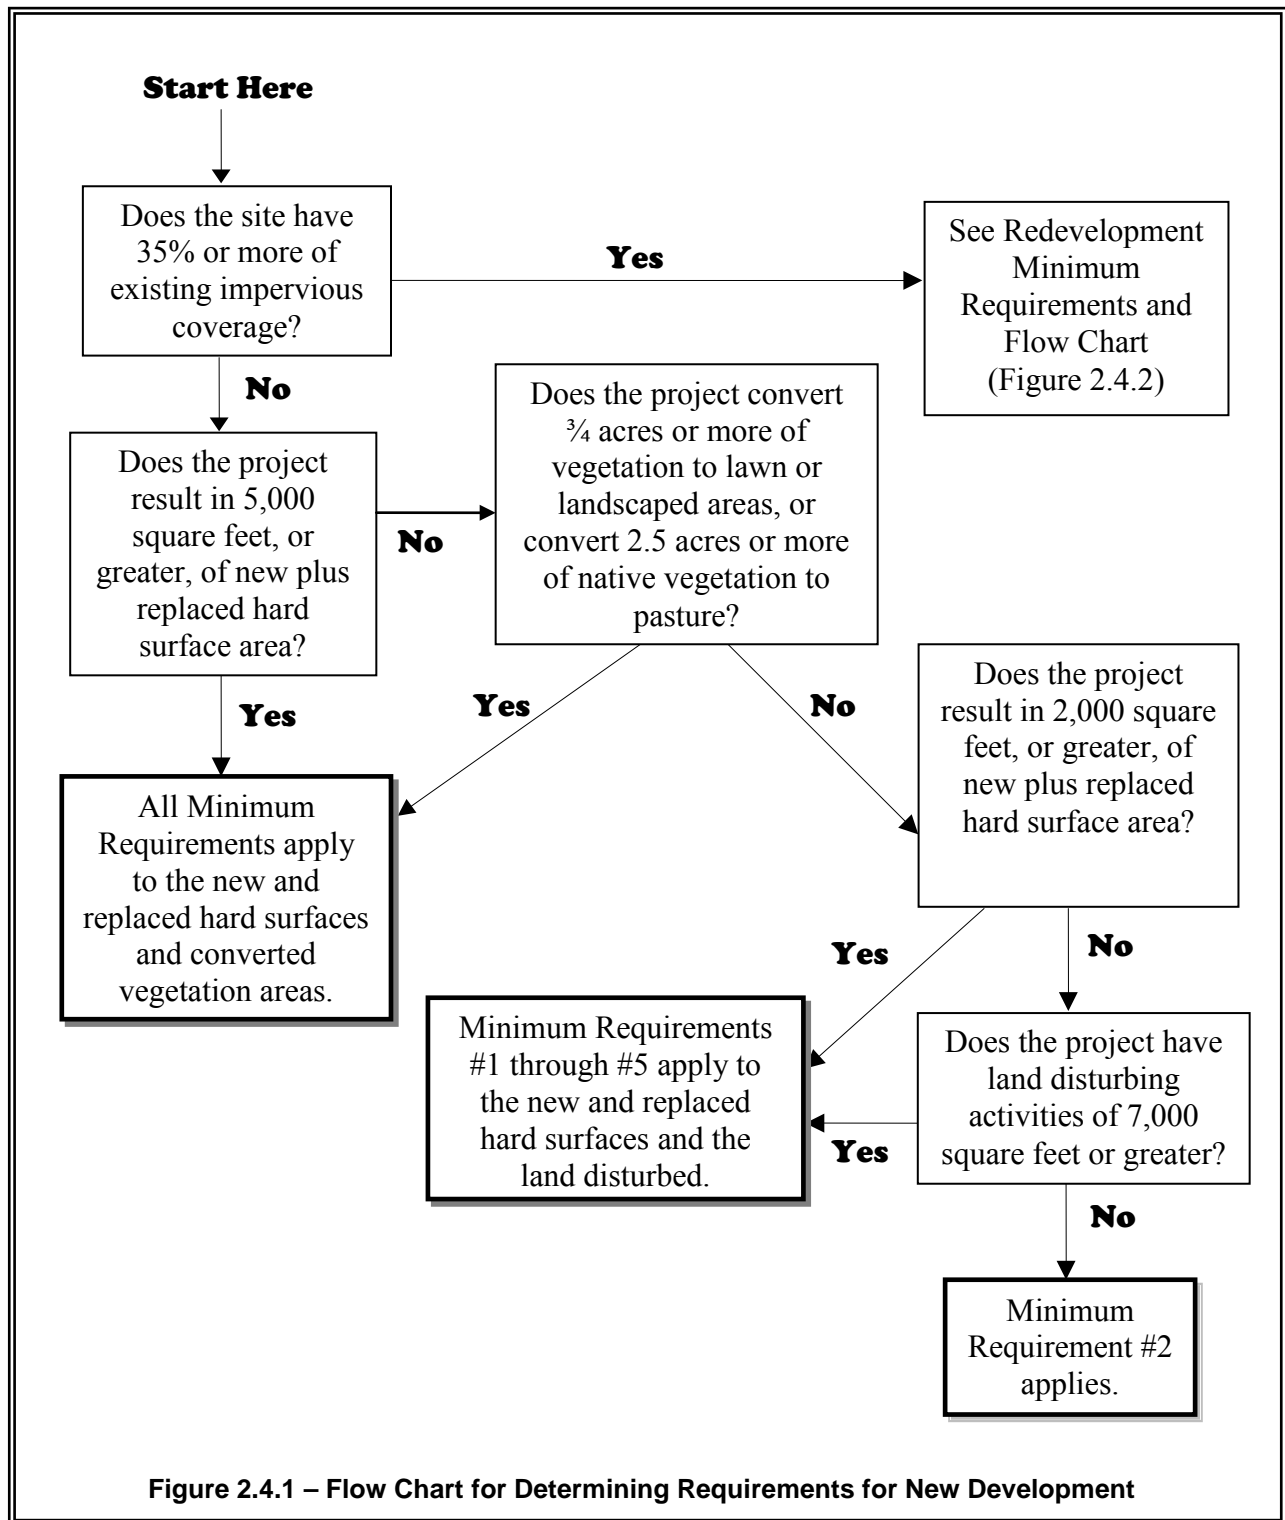 Start Here
Does the site have
35% or more of
existing impervious
coverage?
Yes
See Redevelopment
Minimum
Requirements and
Flow Chart
(Figure 2.4.2)
No
Does the project
result in 5,000
square feet, or
greater, of new plus
replaced hard
surface area?
No
Does the project convert
¾ acres or more of
vegetation to lawn or
landscaped areas, or
convert 2.5 acres or more
of native vegetation to
pasture?
Yes
Yes
No
Does the project
result in 2,000 square
feet, or greater, of
new plus replaced
hard surface area?
All Minimum
Requirements apply
to the new and
replaced hard surfaces
and converted
vegetation areas.
Yes
No
Minimum Requirements
#1 through #5 apply to
the new and replaced
hard surfaces and the
land disturbed.
Does the project have
land disturbing
activities of 7,000
square feet or greater?
Yes
No
Minimum
Requirement #2
applies.
Figure 2.4.1 – Flow Chart for Determining Requirements for New Development